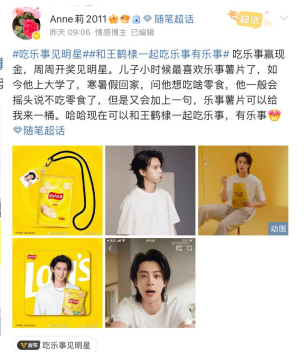 Anne莉 2011 @随笔超话
昨天 09:06 情感博主 已编辑
超话
#吃乐事见明星##和王鹤棣一起吃乐事有乐事# 吃乐事赢现
金，周周开奖见明星。儿子小时候最喜欢乐事薯片了，如
今他上大学了，寒暑假回家，问他想吃啥零食，他一般会
摇头说不吃零食了，但是又会加上一句，乐事薯片可以给
我来一桶。哈哈现在可以和王鹤棣一起吃乐事，有乐事
随笔超话
动图
Lay's
发布 吃乐事见明星